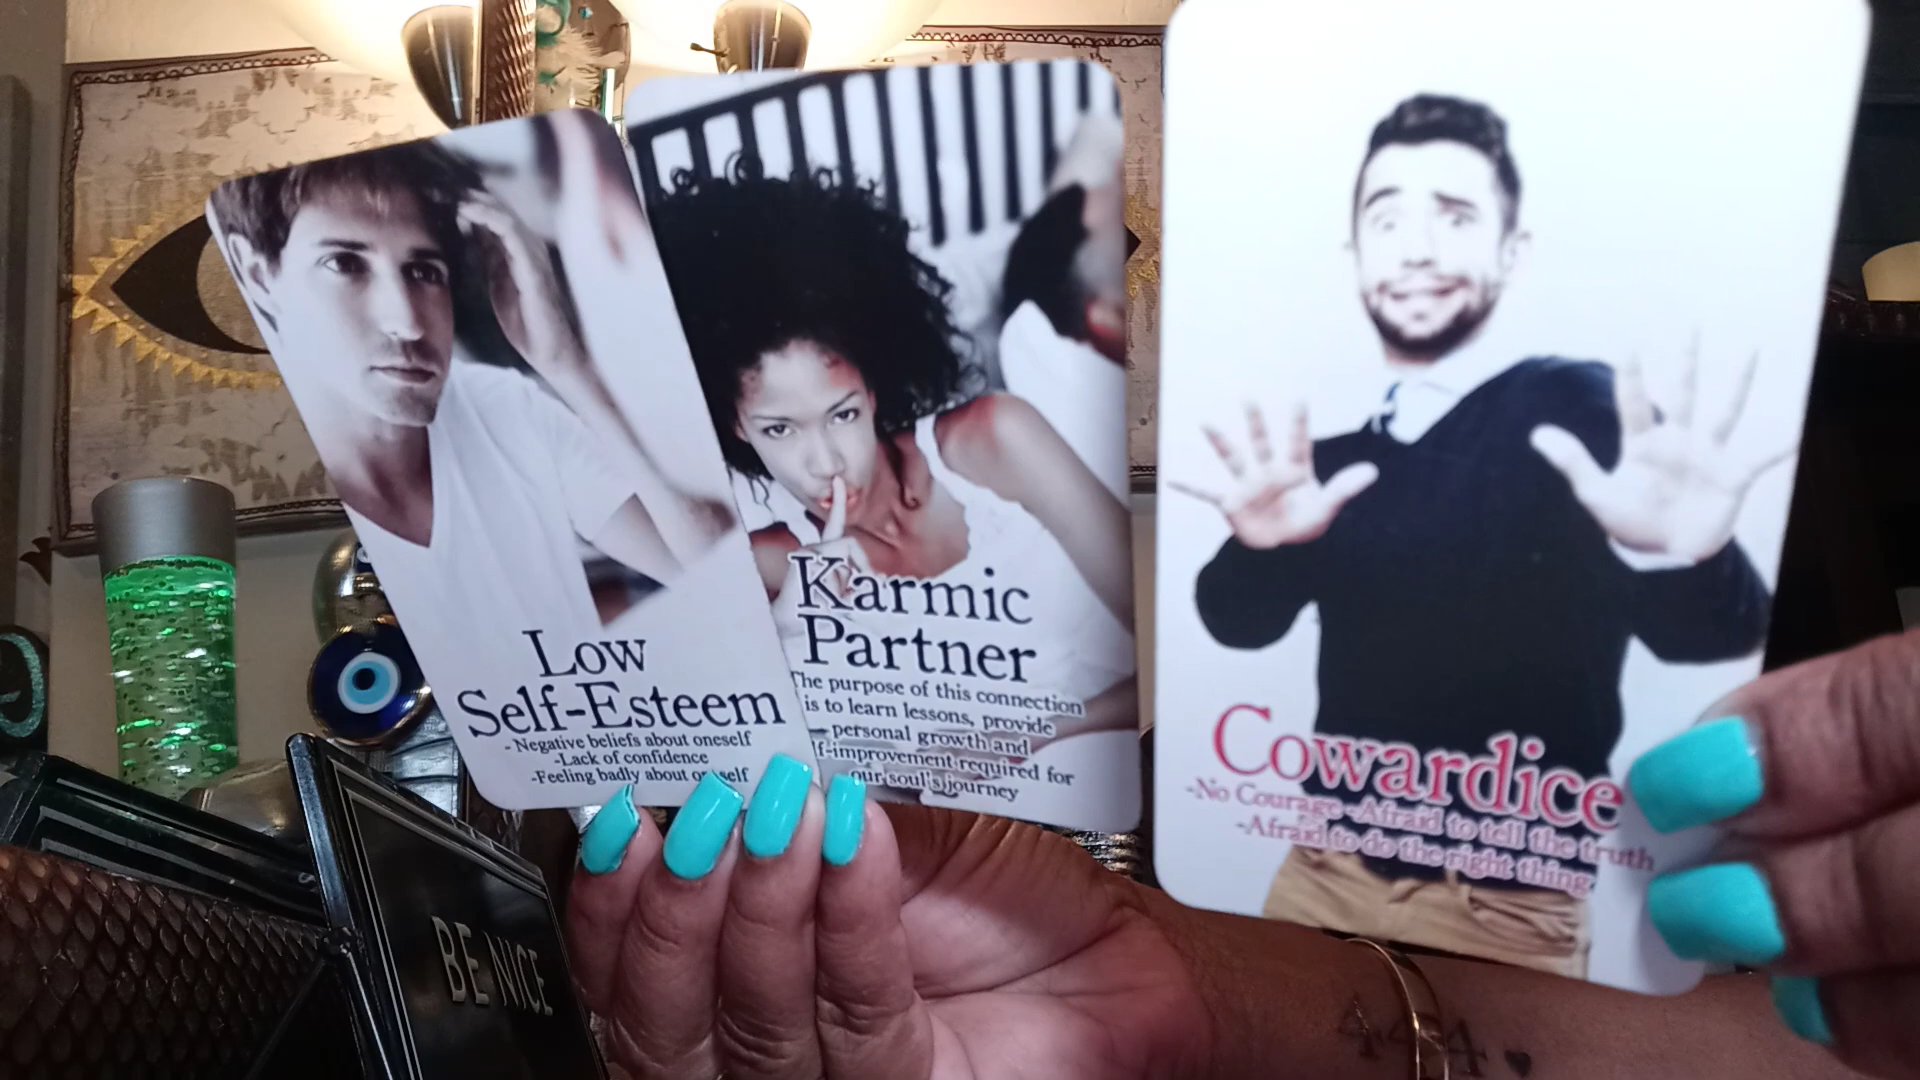 Low
Self-Esteem
- Negative beliefs about oneself
-Lack of confidence
-Feeling badly about oneself
Karmic
Partner
The purpose of this connection
is to learn lessons, provide
personal growth and
f-improvement required for
our soul's journey
Cowardice
-No Courage -Afraid to tell the truth
-Afraid to do the right thing
BE NICE
444